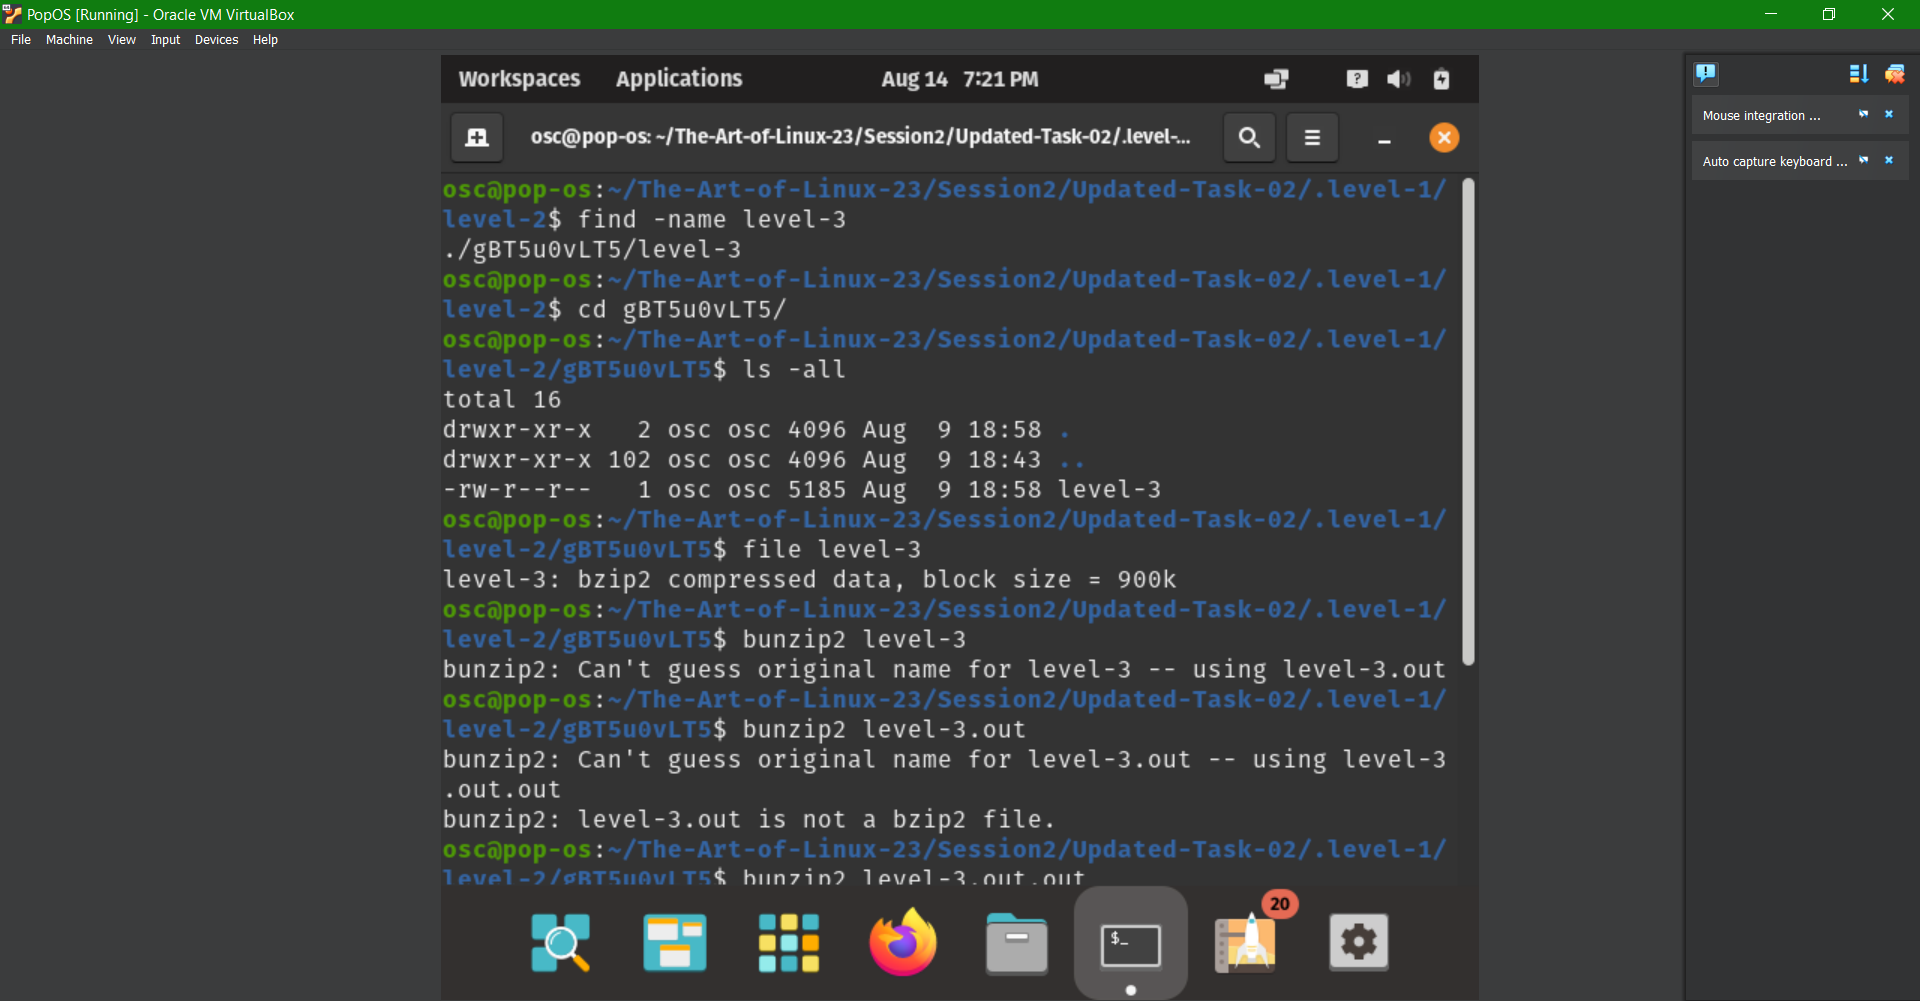 PopOS [Running] - Oracle VM VirtualBox
File Machine View Input Devices Help
Workspaces Applications Aug 14 7:21 PM
osc@pop-os: ~/The-Art-of-Linux-23/Session2/Updated-Task-02/.level-...
Mouse integration ...
Auto capture keyboard ...
osc@pop-os:~/The-Art-of-Linux-23/Session2/Updated-Task-02/.level-1/
level-2$ find -name level-3
./gBT5u0vLT5/level-3
osc@pop-os:~/The-Art-of-Linux-23/Session2/Updated-Task-02/.level-1/
level-2$ cd gBT5u0vLT5/
osc@pop-os:~/The-Art-of-Linux-23/Session2/Updated-Task-02/.level-1/
level-2/gBT5u0vLT5$ ls -all
total 16
drwxr-xr-x   2 osc osc 4096 Aug  9 18:58 .
drwxr-xr-x 102 osc osc 4096 Aug  9 18:43 ..
-rw-r--r--   1 osc osc 5185 Aug  9 18:58 level-3
osc@pop-os:~/The-Art-of-Linux-23/Session2/Updated-Task-02/.level-1/
level-2/gBT5u0vLT5$ file level-3
level-3: bzip2 compressed data, block size = 900k
osc@pop-os:~/The-Art-of-Linux-23/Session2/Updated-Task-02/.level-1/
level-2/gBT5u0vLT5$ bunzip2 level-3
bunzip2: Can't guess original name for level-3 -- using level-3.out
osc@pop-os:~/The-Art-of-Linux-23/Session2/Updated-Task-02/.level-1/
level-2/gBT5u0vLT5$ bunzip2 level-3.out
bunzip2: Can't guess original name for level-3.out -- using level-3
.out.out
bunzip2: level-3.out is not a bzip2 file.
osc@pop-os:~/The-Art-of-Linux-23/Session2/Updated-Task-02/.level-1/
level-2/gBT5u0vLT5$ bunzip2 level-3.out.out
$_
20